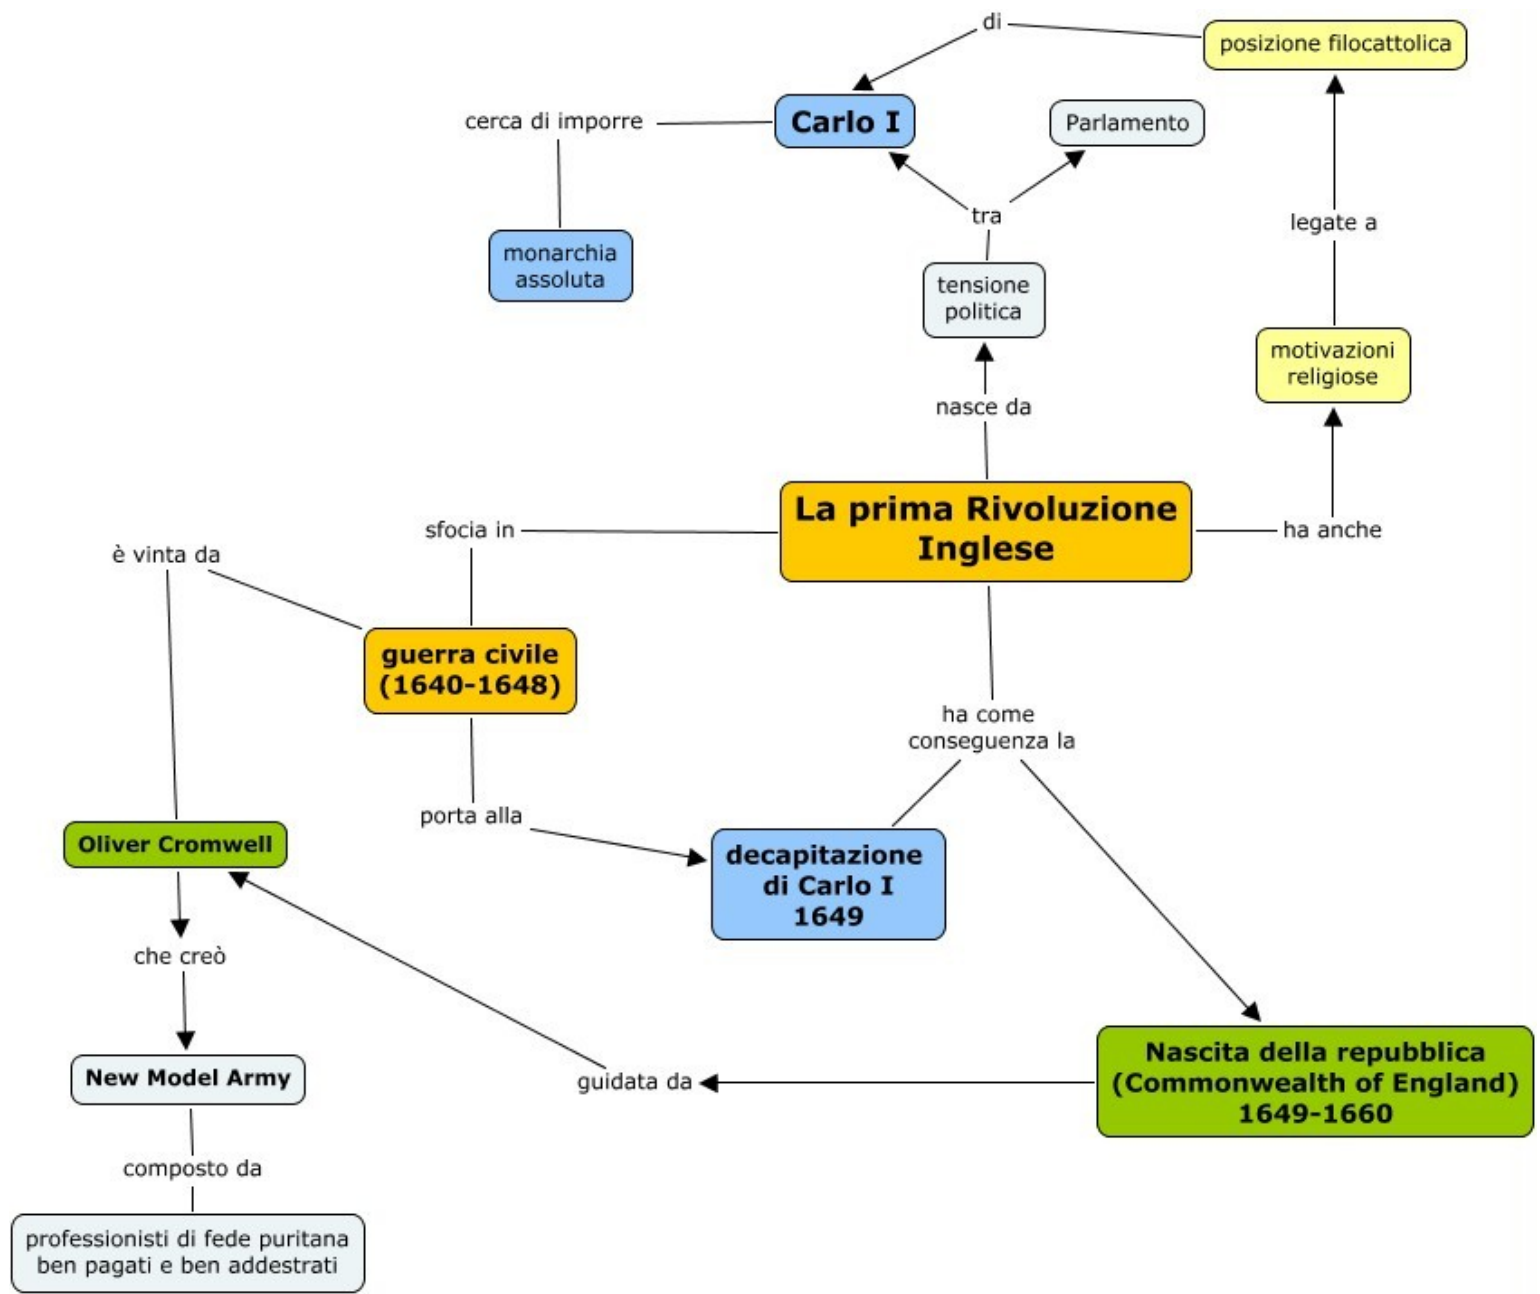 di
posizione filocattolica
cerca di imporre
Carlo I
Parlamento
tra
legate a
monarchia
assoluta
tensione
politica
motivazioni
religiose
nasce da
La prima Rivoluzione
Inglese
sfocia in
ha anche
è vinta da
guerra civile
(1640-1648)
ha come
conseguenza la
porta alla
Oliver Cromwell
decapitazione
di Carlo I
1649
che creò
Nascita della repubblica
(Commonwealth of England)
1649-1660
guidata da
New Model Army
composto da
professionisti di fede puritana
ben pagati e ben addestrati